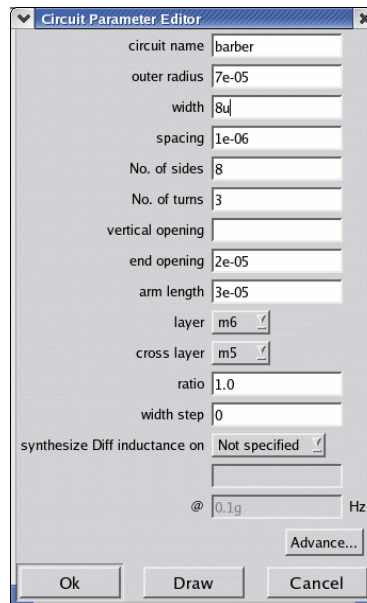 Circuit Parameter Editor
circuit name barber
outer radius 7e-05
width 8u
spacing 1e-06
No. of sides 8
No. of turns 3
vertical opening
end opening 2e-05
arm length 3e-05
layer m6
cross layer m5
ratio 1.0
width step 0
synthesize Diff inductance on Not specified
@ 0.1g Hz
Advance...
Ok Draw Cancel